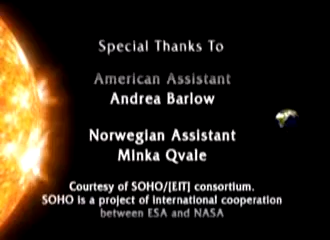 Special Thanks To
American Assistant
Andrea Barlow
Norwegian Assistant
Minka Qvale
Courtesy of SOHO/[EIT] consortium.
SOHO is a project of international cooperation
between ESA and NASA